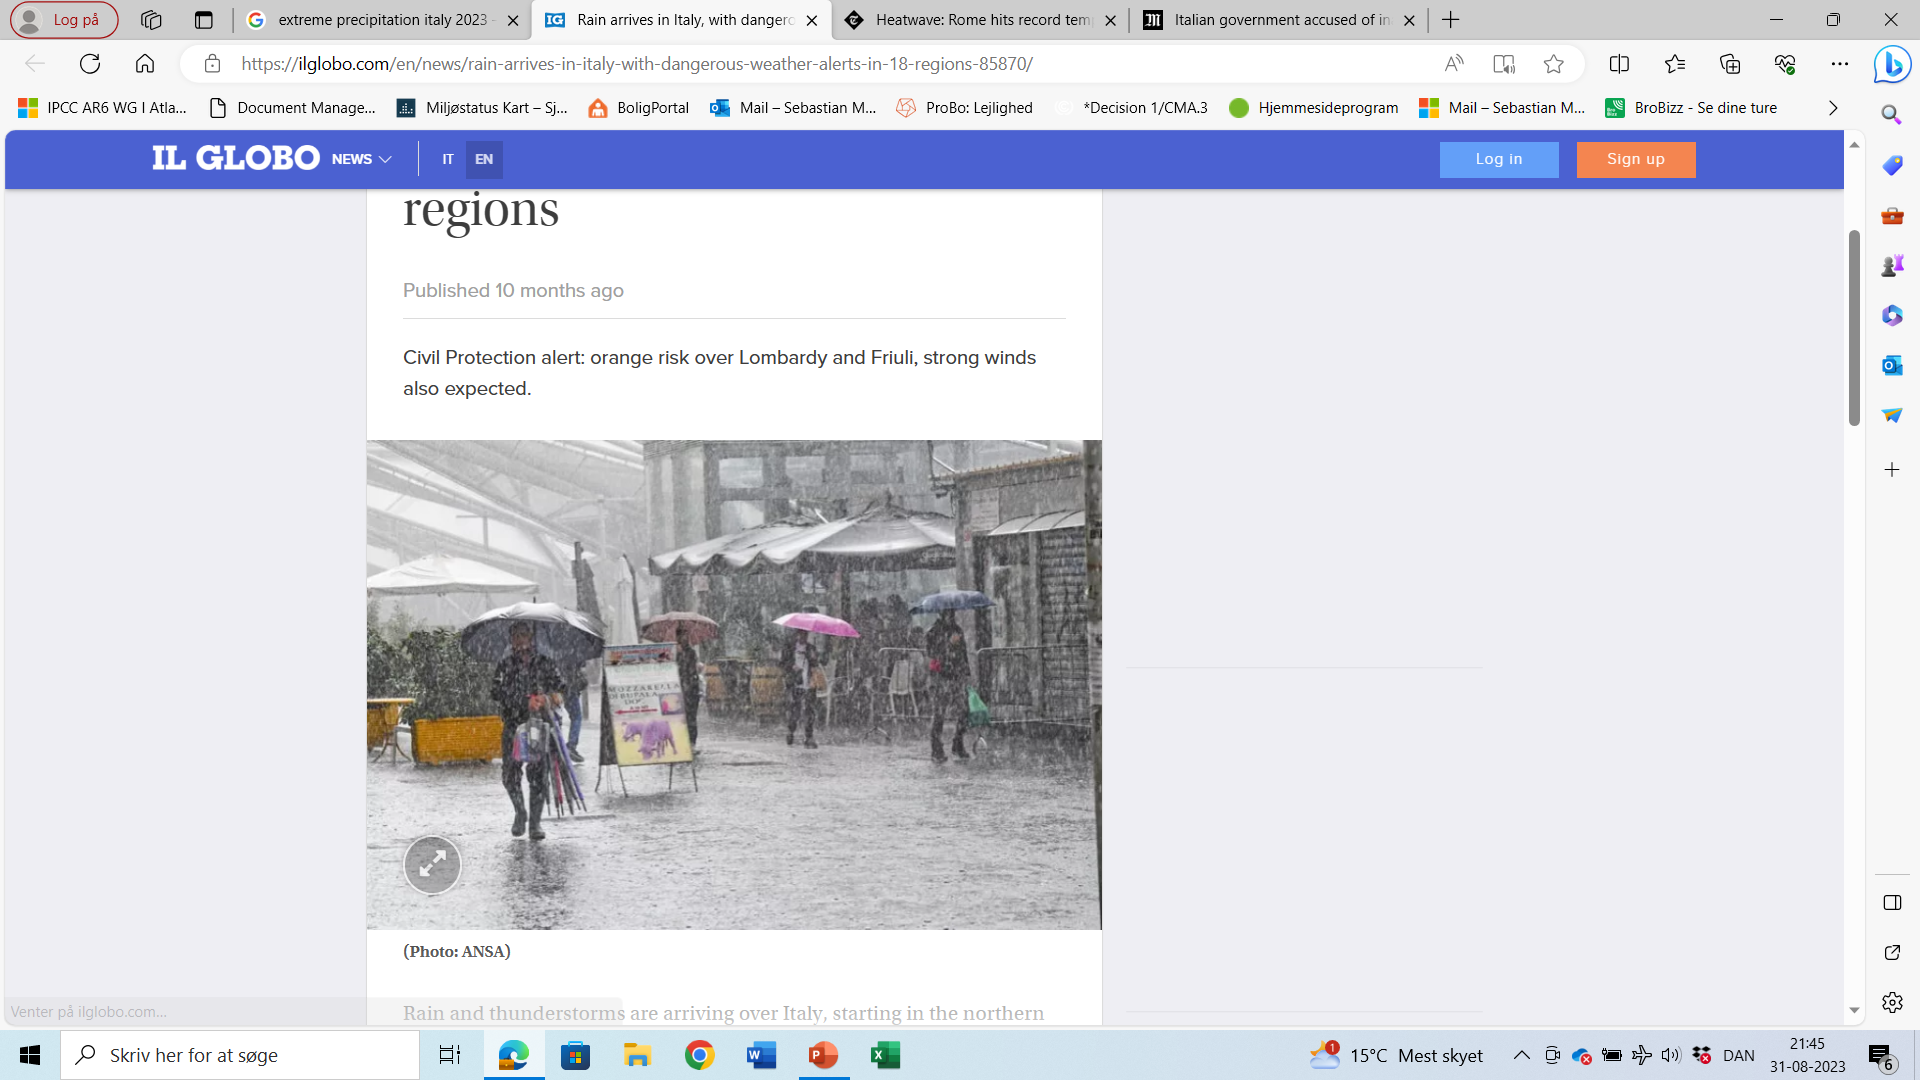 Log på
extreme precipitation italy 2023 -
Rain arrives in Italy, with dangero
Heatwave: Rome hits record tem
Italian government accused of in
https://ilglobo.com/en/news/rain-arrives-in-italy-with-dangerous-weather-alerts-in-18-regions-85870/
IPCC AR6 WG I Atla...
Document Manage...
Miljøstatus Kart – Sj...
BoligPortal
Mail – Sebastian M...
ProBo: Lejlighed
*Decision 1/CMA.3
Hjemmesideprogram
Mail – Sebastian M...
BroBizz - Se dine ture
IL GLOBO NEWS IT EN
Log in
Sign up
regions
Published 10 months ago
Civil Protection alert: orange risk over Lombardy and Friuli, strong winds
also expected.
MOZZARELLA
DI BUFALA
DOP
(Photo: ANSA)
Rain and thunderstorms are arriving over Italy, starting in the northern
Venter på ilglobo.com...
Skriv her for at søge
1
15°C Mest skyet
DAN
21:45
31-08-2023
6